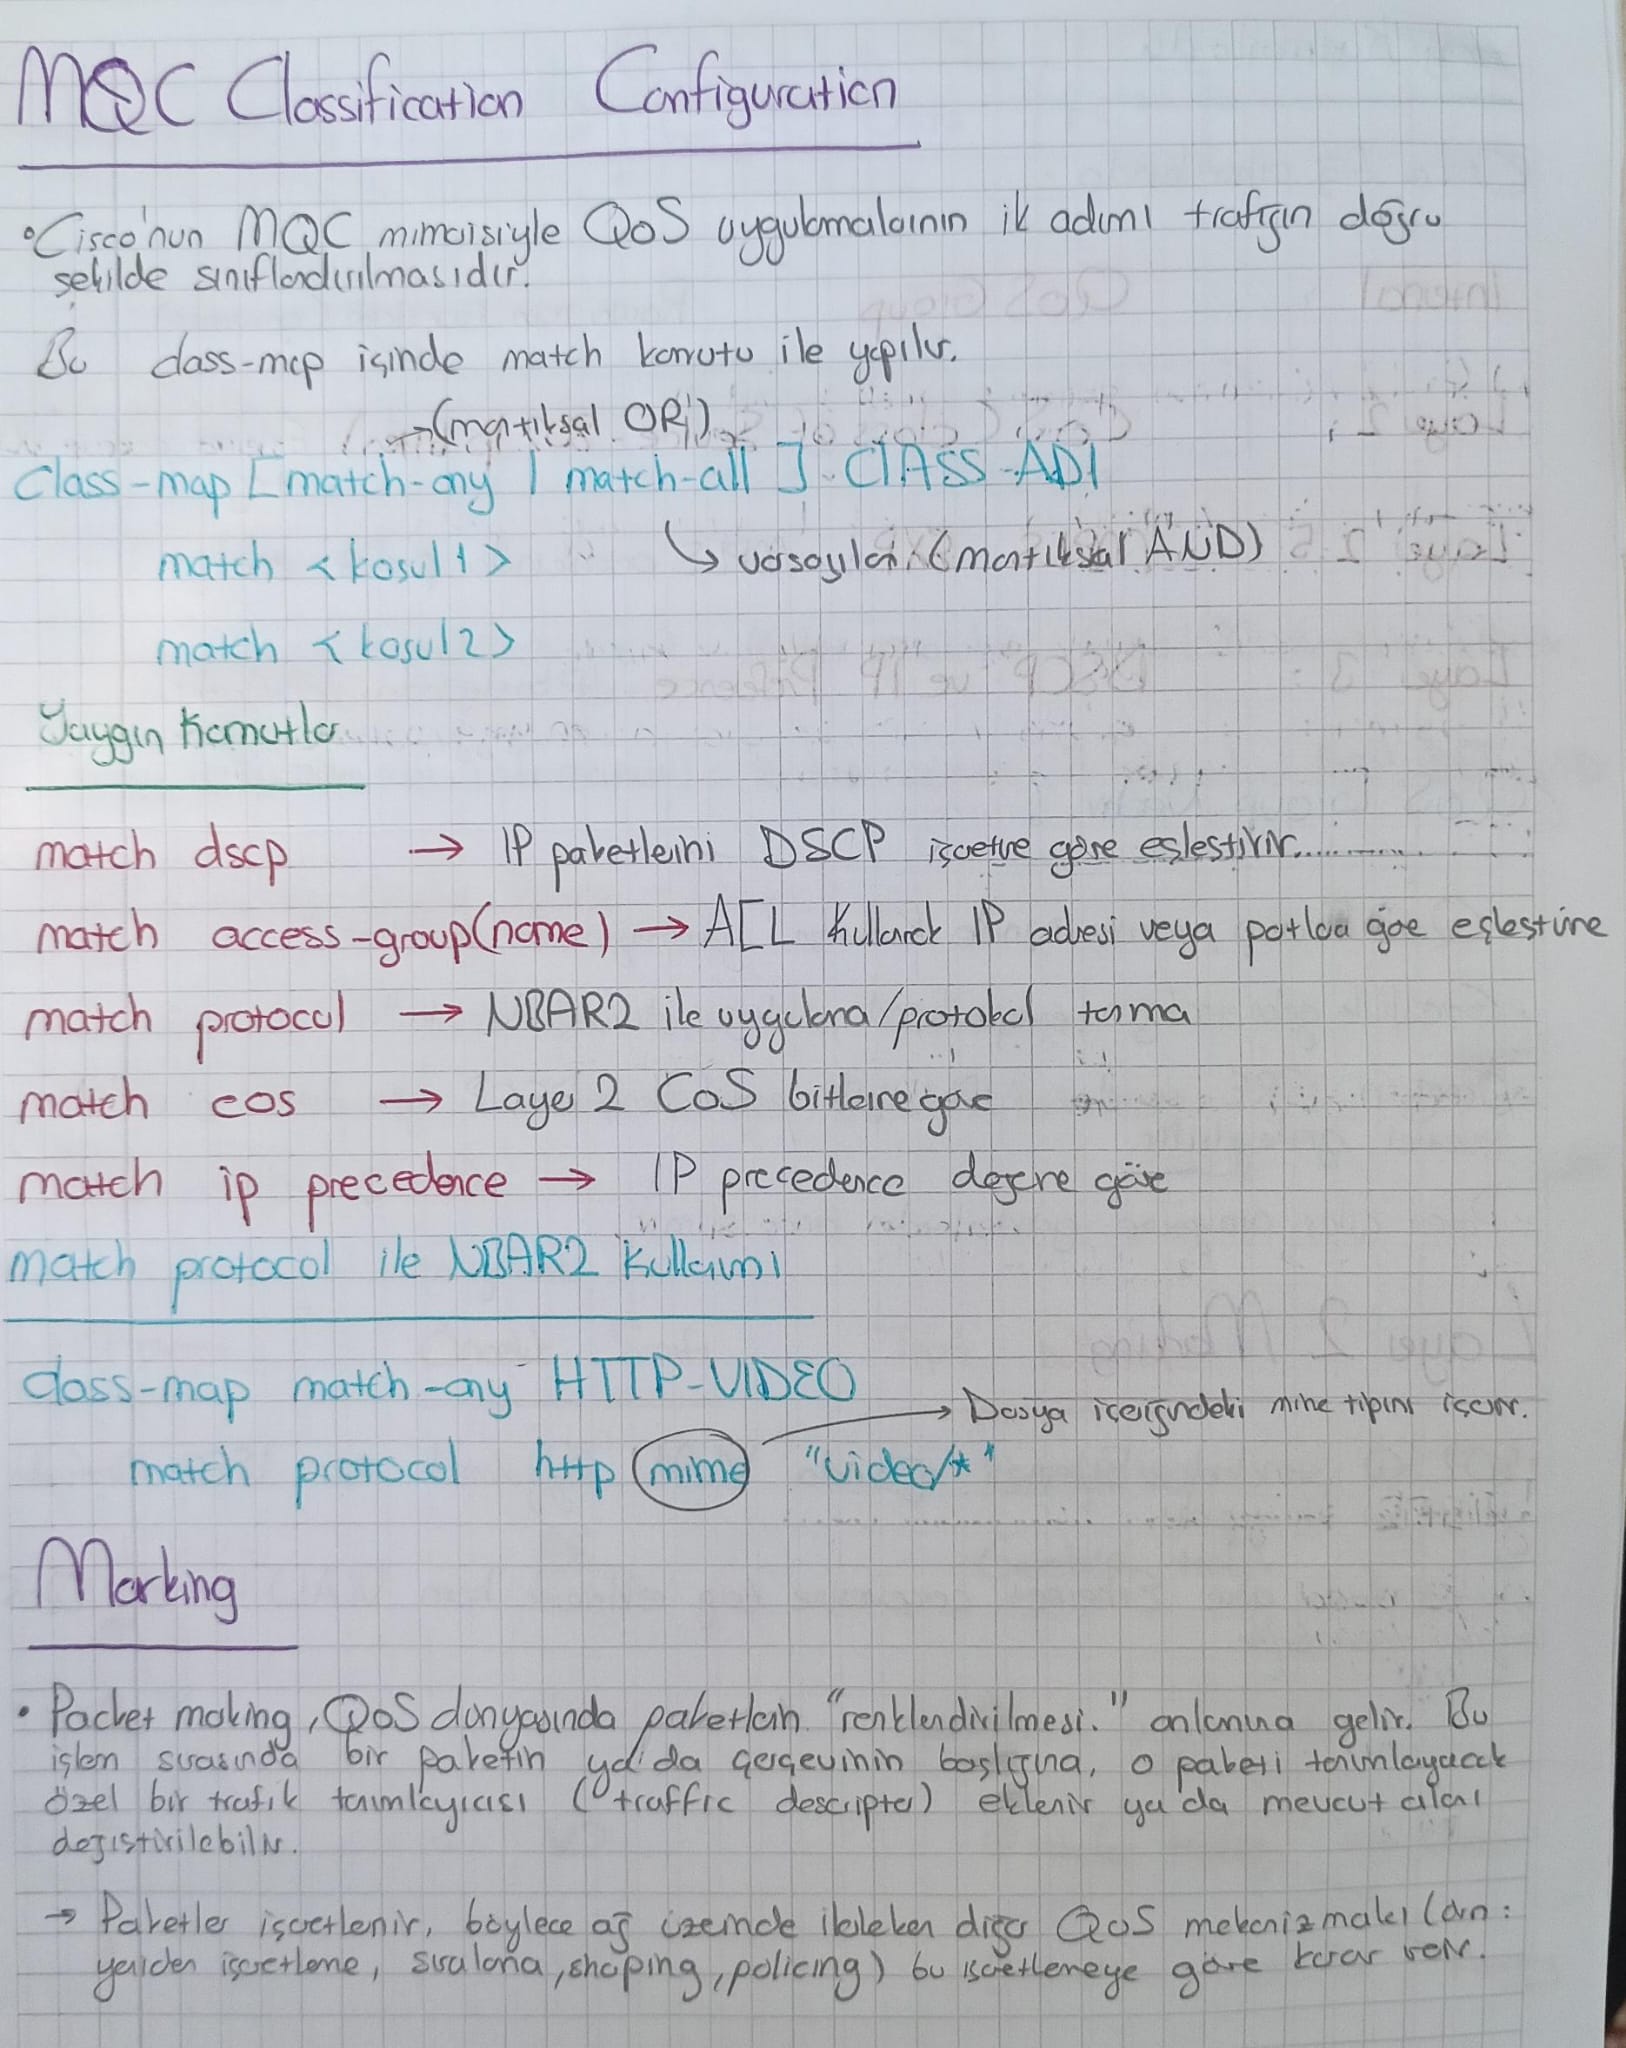 MQC Classification Configuration
• Cisco'nun MQC mimarisiyle QoS uygulamalarının ilk adımı trafiğin doğru
şekilde sınıflandırılmasıdır.
Bu class-map içinde match komutu ile yapılır.
→(mantıksal OR')
Class-map [match-any | match-all] ClASS-ADI
match <kosul1>
↳ varsayılan (mantıksal AND)
match <kosul2>
Yaygın Komutlar
match dscp → IP paketlerini DSCP işaretine göre eşleştirir.
match access-group(name) → ACL kullanarak IP adresi veya portlara göre eşleştirme
match protocol → NBAR2 ile uygulama/protokol tanıma
match cos → Layer 2 CoS bitlerine göre
match ip precedence → IP precedence değerine göre
match protocol ile NBAR2 kullanımı
class-map match-any HTTP-VIDEO
→ Dosya içeriğindeki mime tipini
match protocol http mime "video/*"
Marking
• Packet marking, QoS dünyasında paketlerin "renklendirilmesi." anlamına gelir. Bu
işlem sırasında bir paketin ya da çerçevinin başlığına, o paketi tanımlayacak
özel bir trafik tanımlayıcısı (traffic descriptor) eklenir ya da mevcut alanı
değiştirilebilir.
→ Paketler işaretlenir, böylece ağ üzerinde ilerleken diğer QoS mekanizmaları (örn:
yeniden işaretleme, sıralama, shaping, policing) bu işaretlemeye göre karar verir.